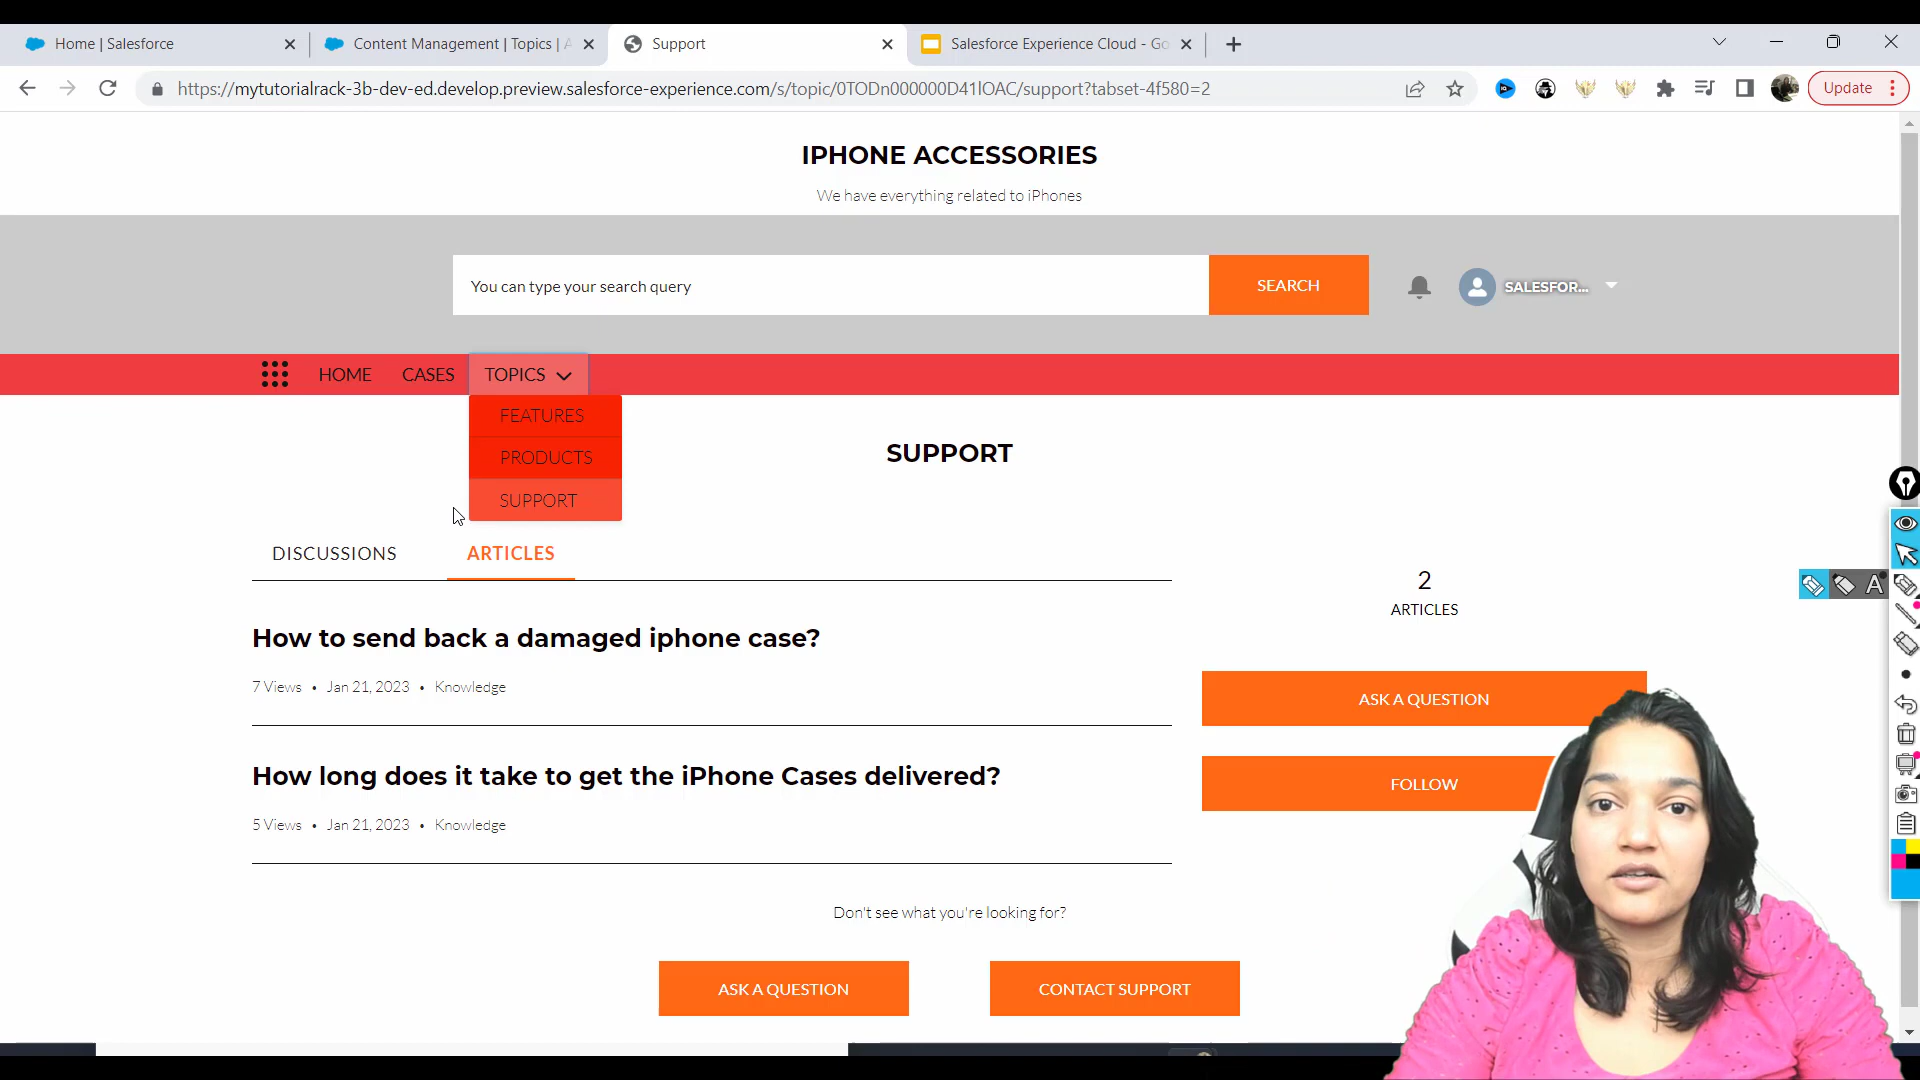 Home | Salesforce
Content Management | Topics |
Support
Salesforce Experience Cloud - Go
https://mytutorialrack-3b-dev-ed.develop.preview.salesforce-experience.com/s/topic/0TODn000000D41lOAC/support?tabset-4f580=2
Update
IPHONE ACCESSORIES
We have everything related to iPhones
You can type your search query
SEARCH
SALESFOR...
HOME
CASES
TOPICS
FEATURES
PRODUCTS
SUPPORT
SUPPORT
DISCUSSIONS
ARTICLES
2
ARTICLES
How to send back a damaged iphone case?
7 Views • Jan 21, 2023 • Knowledge
ASK A QUESTION
How long does it take to get the iPhone Cases delivered?
FOLLOW
5 Views • Jan 21, 2023 • Knowledge
Don't see what you're looking for?
ASK A QUESTION
CONTACT SUPPORT
A